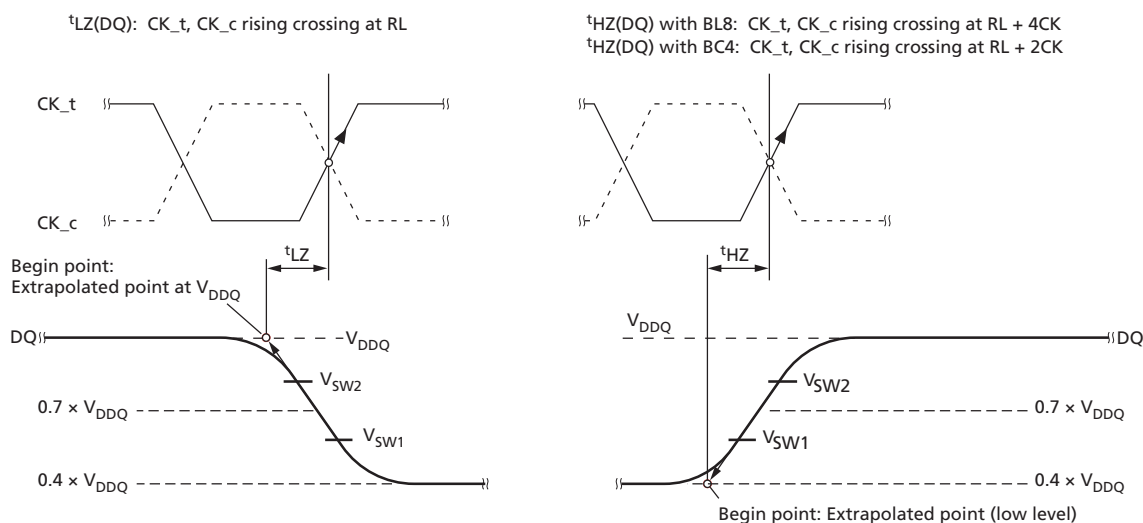 tLZ(DQ): CK_t, CK_c rising crossing at RL
tHZ(DQ) with BL8: CK_t, CK_c rising crossing at RL + 4CK
tHZ(DQ) with BC4: CK_t, CK_c rising crossing at RL + 2CK
CK_t
CK_c
tLZ
Begin point:
Extrapolated point at VDDQ
DQ
VDDQ
VSW2
0.7 × VDDQ
VSW1
0.4 × VDDQ
tHZ
VDDQ
DQ
VSW2
0.7 × VDDQ
VSW1
0.4 × VDDQ
Begin point: Extrapolated point (low level)